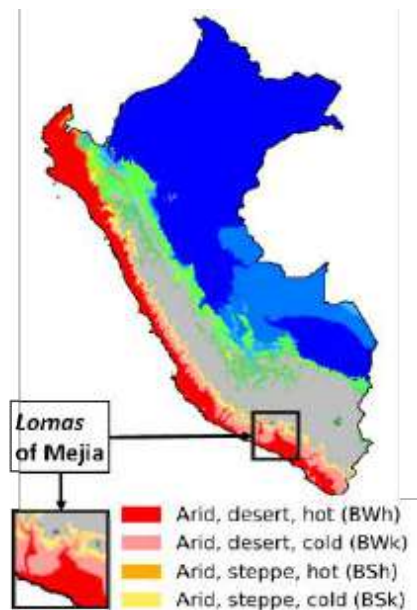 Lomas
of Mejia
Arid, desert, hot (BWh)
Arid, desert, cold (BWk)
Arid, steppe, hot (BSh)
Arid, steppe, cold (BSk)